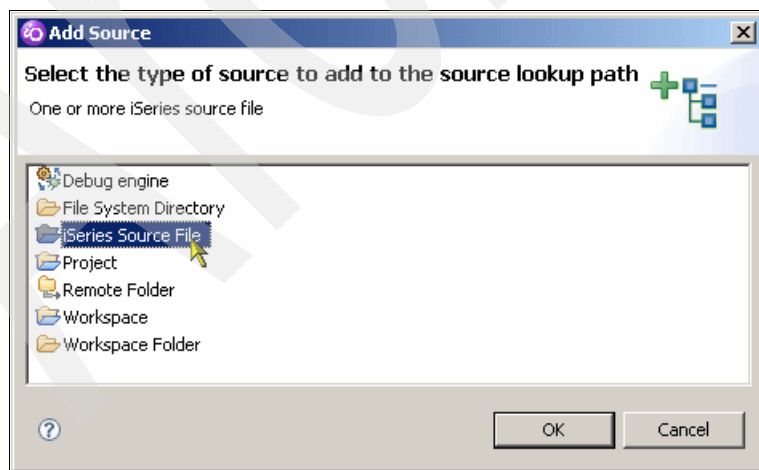 Add Source
Select the type of source to add to the source lookup path
One or more iSeries source file
Debug engine
File System Directory
iSeries Source File
Project
Remote Folder
Workspace
Workspace Folder
?
OK Cancel